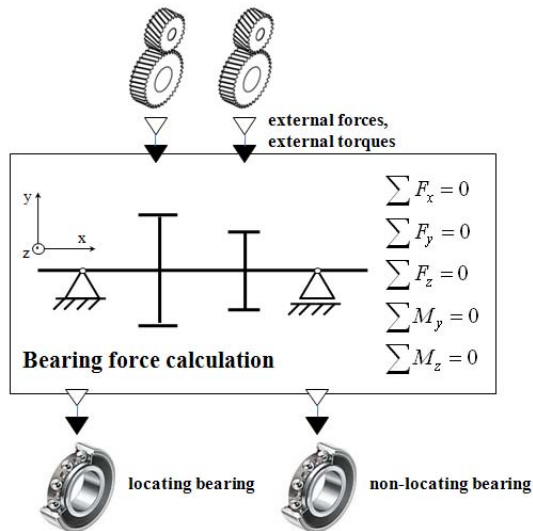 external forces,
external torques
y
x
z
∑ F_x = 0
∑ F_y = 0
∑ F_z = 0
∑ M_y = 0
∑ M_z = 0
Bearing force calculation
locating bearing
non-locating bearing